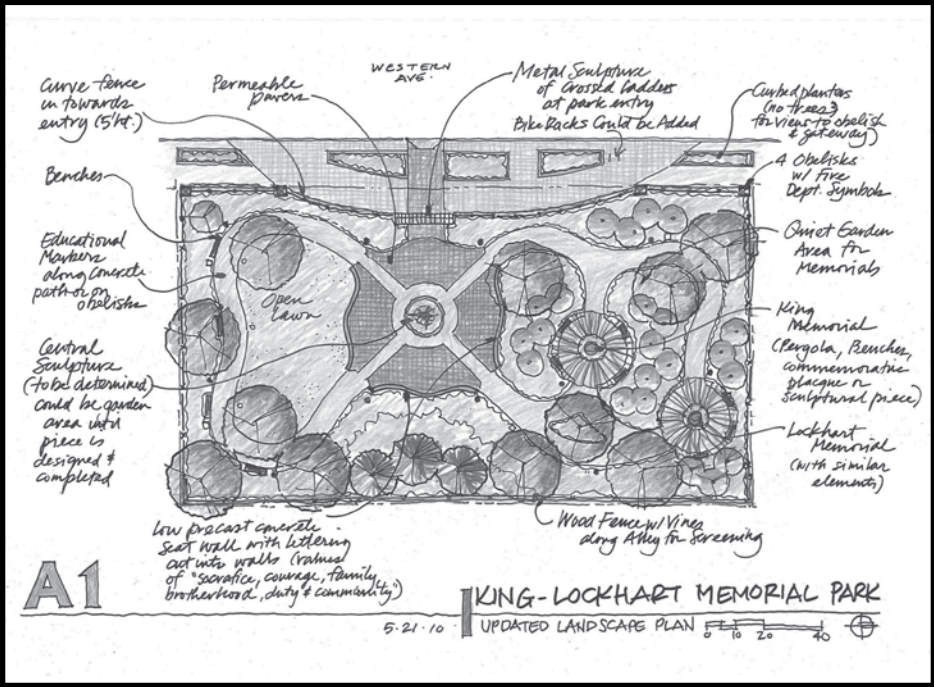 WESTERN
AVE.
Curve fence
in towards
entry (5'ht.)
Permeable
pavers
Metal Sculpture
of crossed ladders
at park entry
Bike Racks Could be Added
Curbed planters
(no trees
for views to obelisk
& gateway)
4 Obelisks
w/ Fire
Dept. Symbols
Benches
Educational
Markers
along concrete
path or on
obelisks
Open
Lawn
Quiet Garden
Area for
Memorials
King
Memorial
(Pergola, Benches,
commemorative
plaque or
sculptural piece)
Central
Sculpture
(to be determined)
could be garden
area until
piece is
designed &
completed
Lockhart
Memorial
(with similar
elements)
Low precast concrete
seat wall with lettering
cut into walls (values
of "sacrafice, courage, family,
brotherhood, duty & community")
Wood Fence w/ Vines
along Alley for Screening
A1
KING-LOCKHART MEMORIAL PARK
5·21·10
UPDATED LANDSCAPE PLAN
0 10 20 40